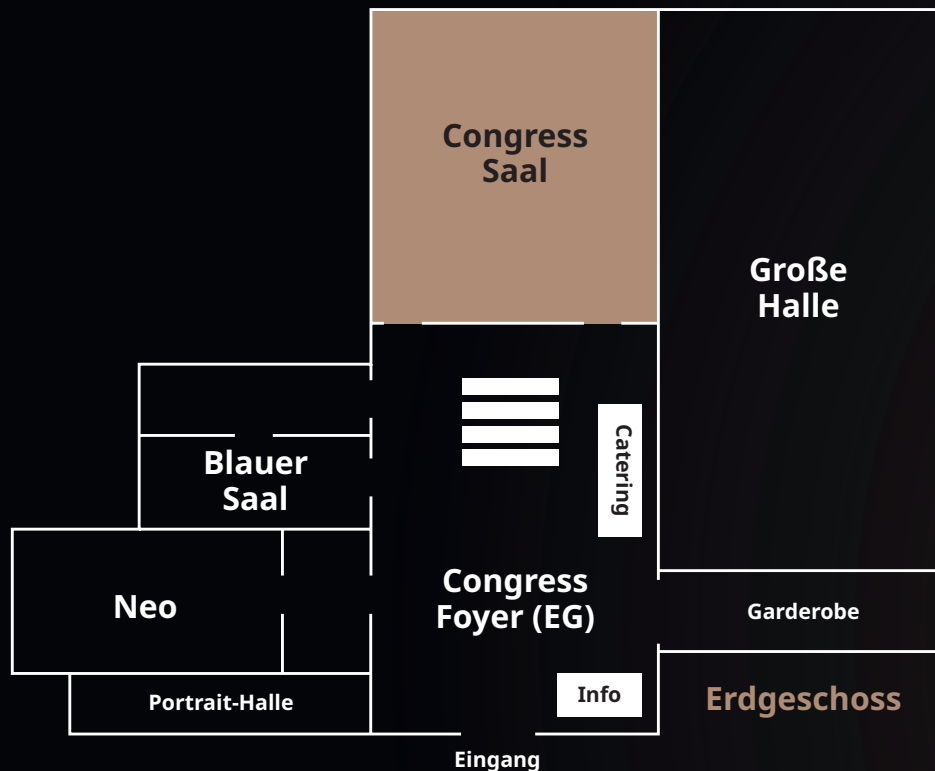 Congress
Saal
Große
Halle
Catering
Blauer
Saal
Congress
Foyer (EG)
Neo
Garderobe
Info
Portrait-Halle
Erdgeschoss
Eingang